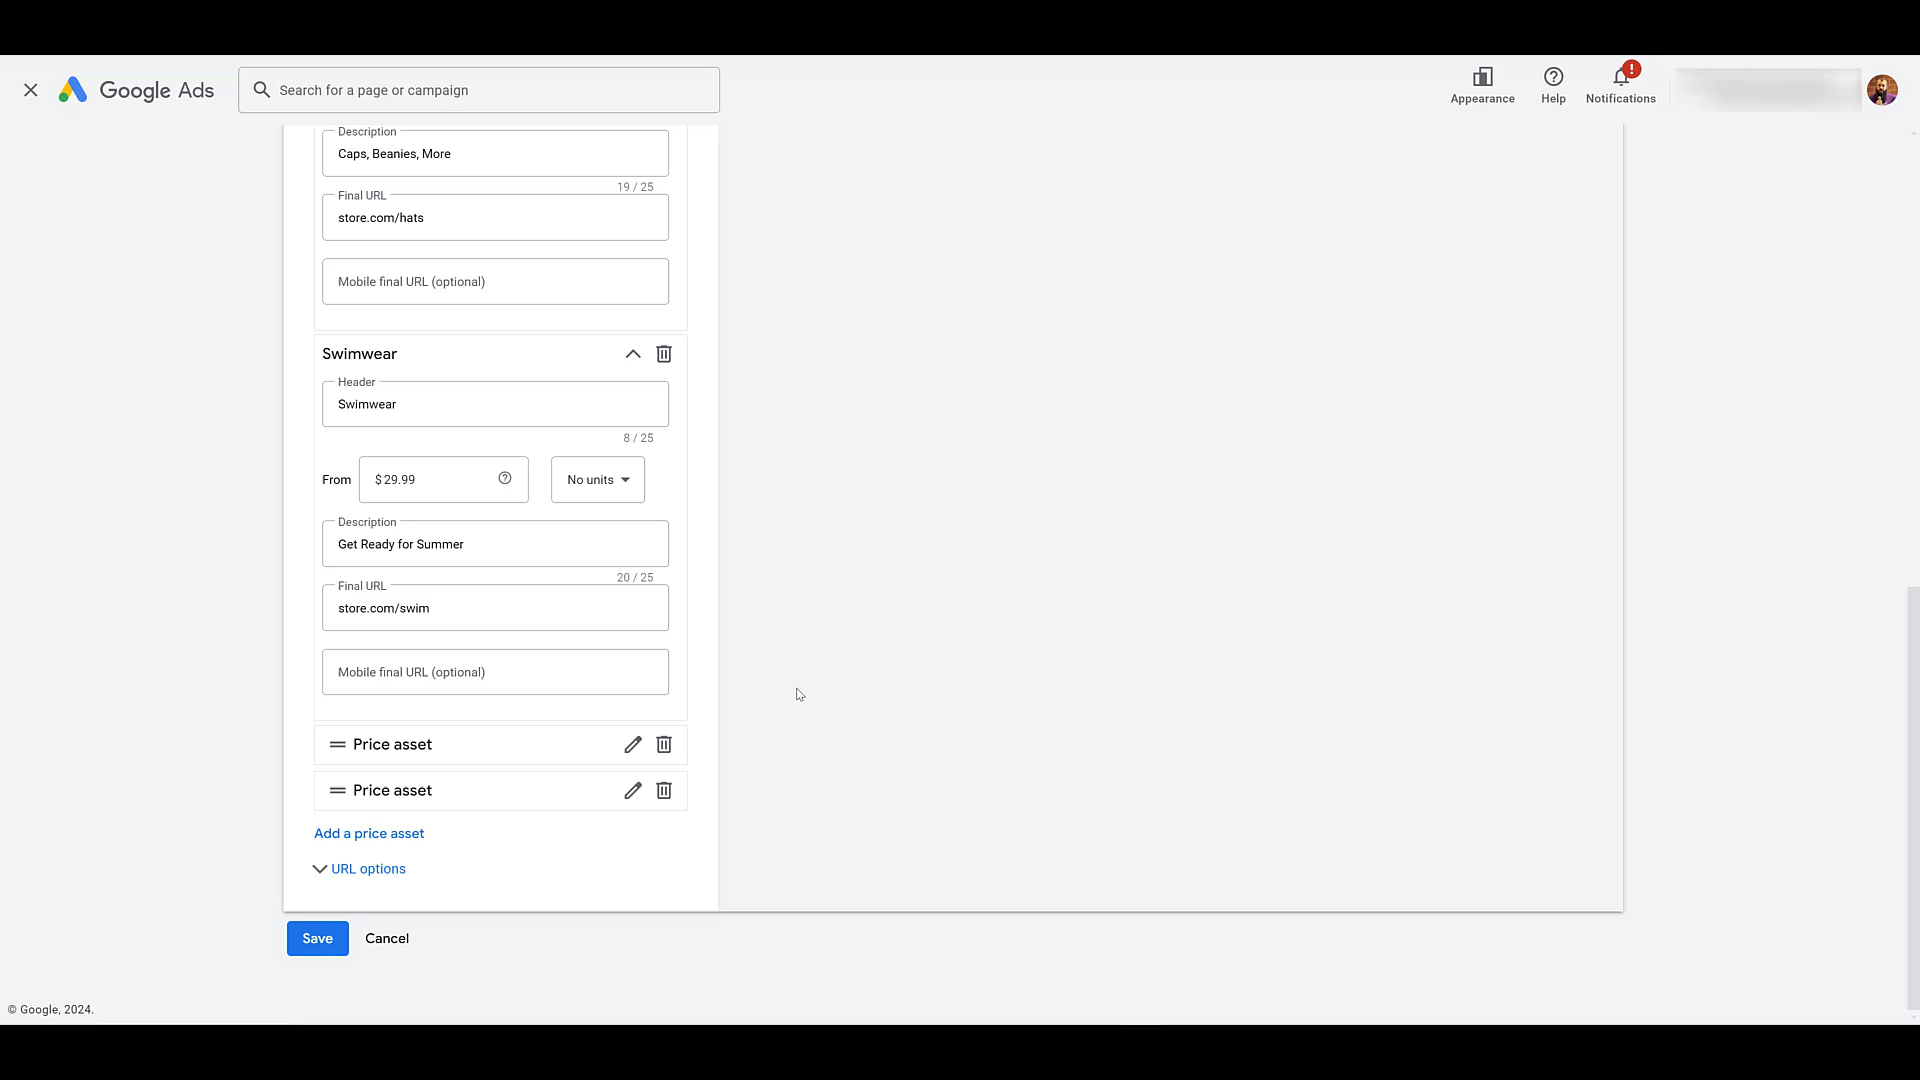 Google Ads
Search for a page or campaign
Appearance
Help
!
Notifications
Description
Caps, Beanies, More
19 / 25
Final URL
store.com/hats
Mobile final URL (optional)
Swimwear
Header
Swimwear
8 / 25
From
$ 29.99
No units
Description
Get Ready for Summer
20 / 25
Final URL
store.com/swim
Mobile final URL (optional)
Price asset
Price asset
Add a price asset
URL options
Save
Cancel
© Google, 2024.